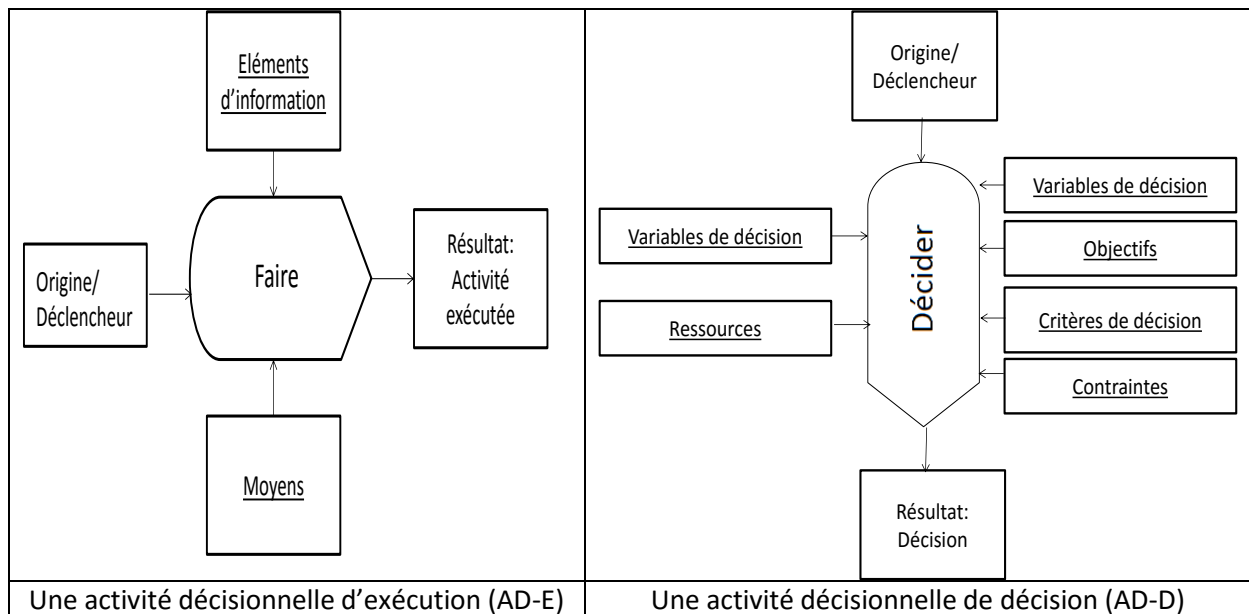 Eléments
d’information
Origine/
Déclencheur
Faire
Résultat:
Activité
exécutée
Moyens
Une activité décisionnelle d’exécution (AD-E)
Origine/
Déclencheur
Variables de décision
Ressources
Décider
Variables de décision
Objectifs
Critères de décision
Contraintes
Résultat:
Décision
Une activité décisionnelle de décision (AD-D)